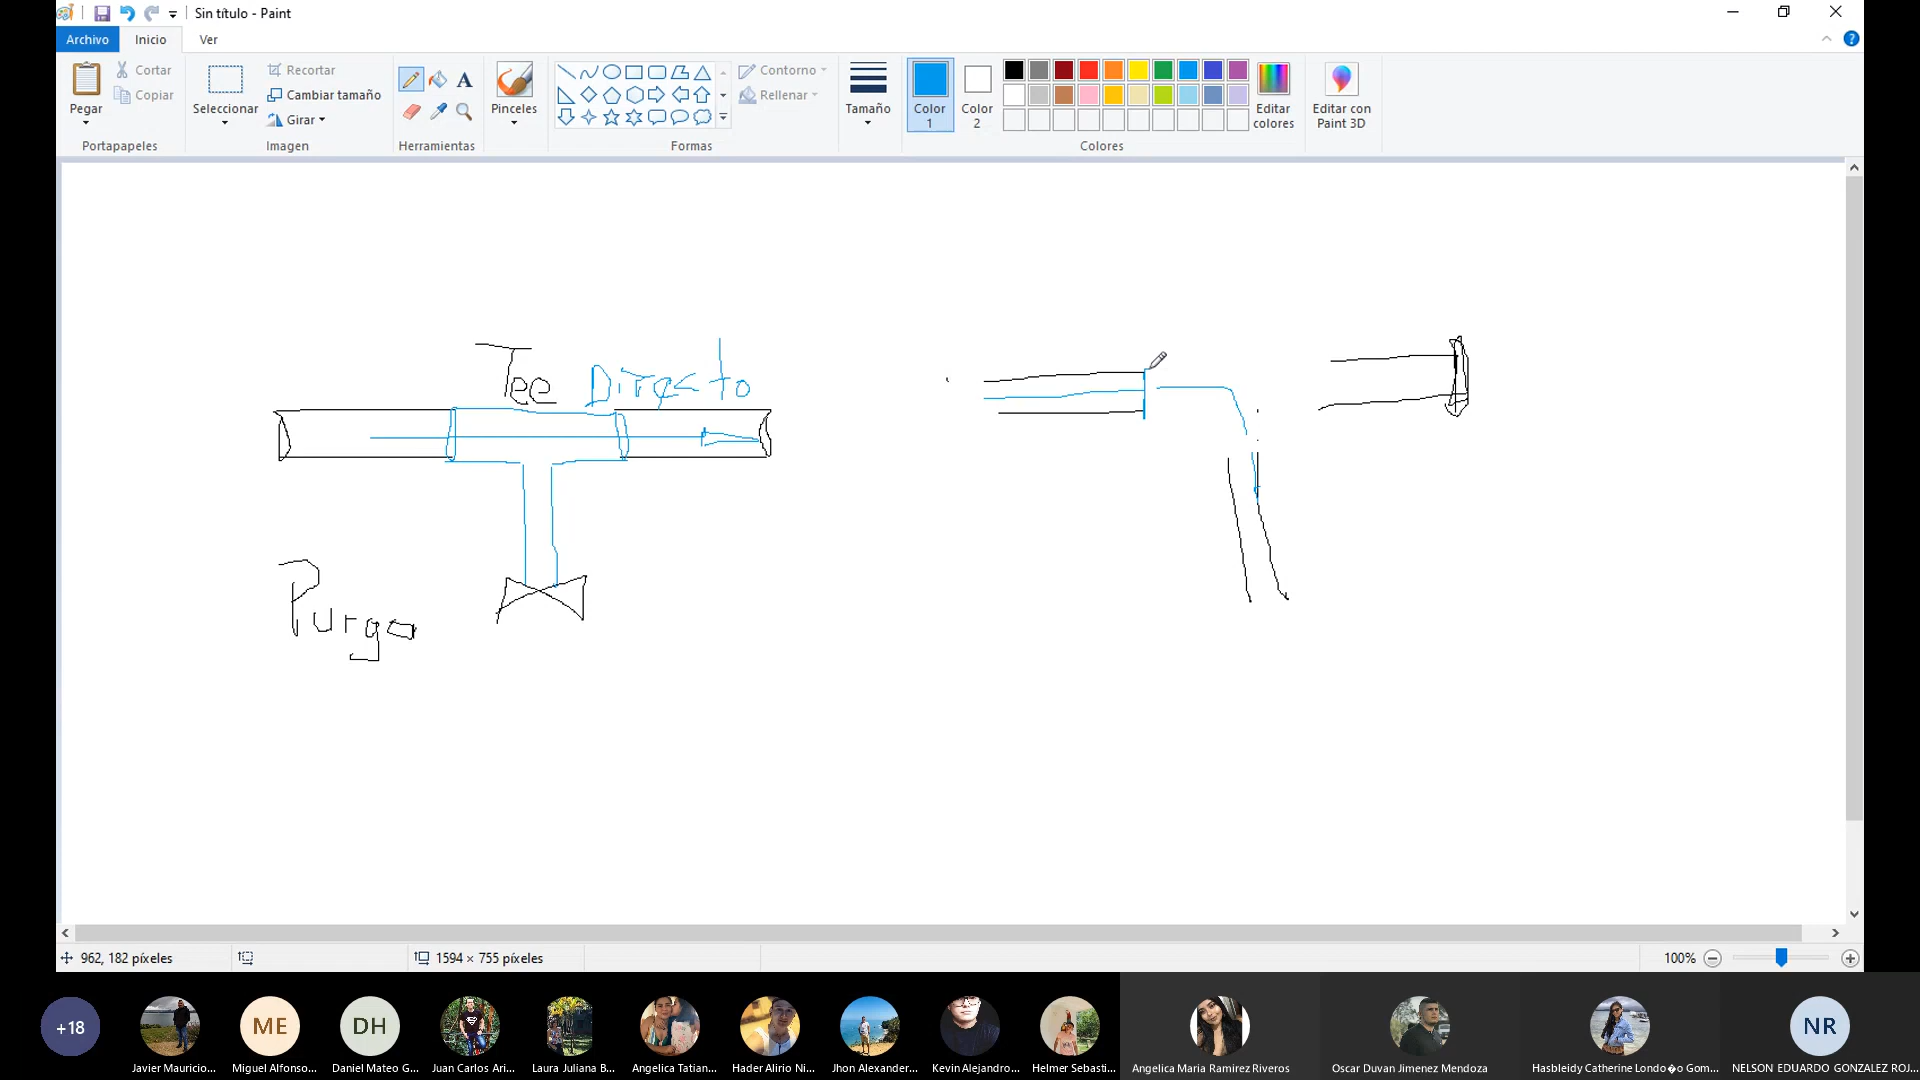 Sin título - Paint
Archivo Inicio Ver
Pegar
Cortar
Copiar
Portapapeles
Seleccionar
Recortar
Cambiar tamaño
Girar
Imagen
A
Herramientas
Pinceles
Contorno
Rellenar
Formas
Tamaño
Color 1
Color 2
Editar colores
Editar con Paint 3D
Colores
Tee Directo
Purga
962, 182 píxeles
1594 × 755 píxeles
100%
+18
ME
DH
NR
Javier Mauricio...
Miguel Alfonso...
Daniel Mateo G...
Juan Carlos Ari...
Laura Juliana B...
Angelica Tatian...
Hader Alirio Ni...
Jhon Alexander...
Kevin Alejandro...
Helmer Sebasti...
Angelica Maria Ramirez Riveros
Oscar Duvan Jimenez Mendoza
Hasbleidy Catherine Londo�o Gom...
NELSON EDUARDO GONZALEZ ROJ...